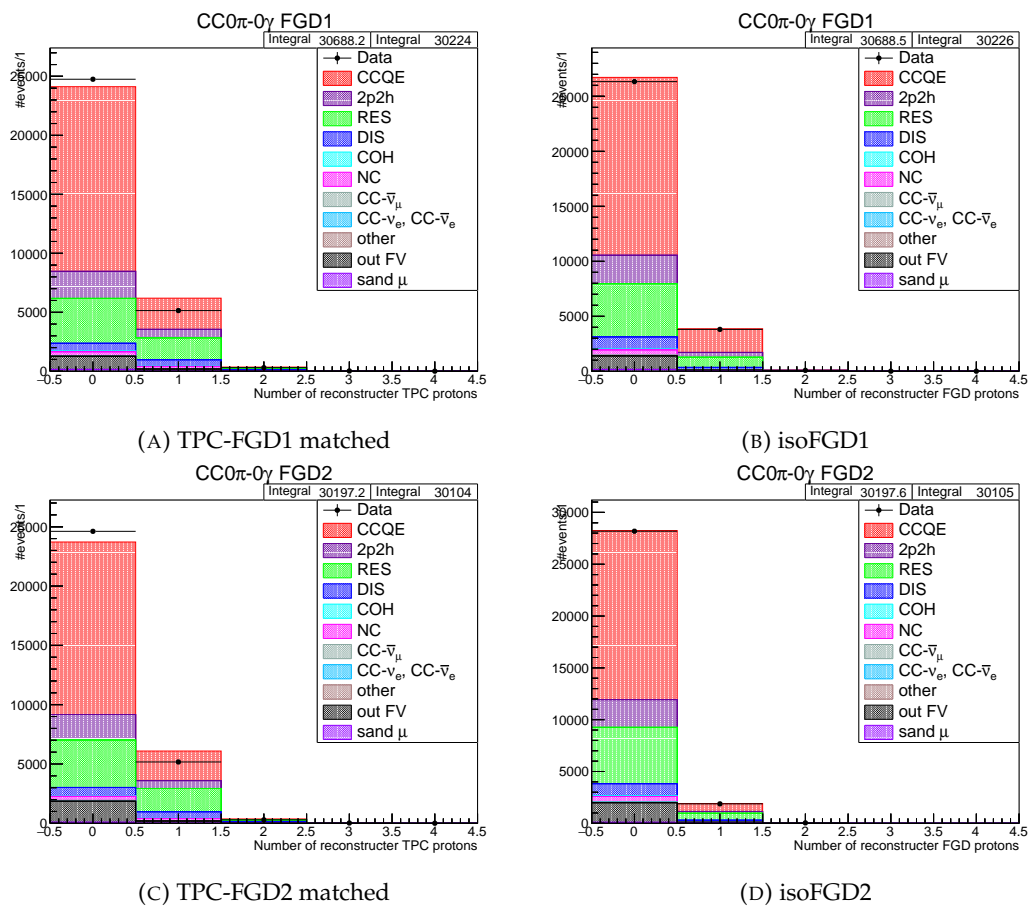 CC0π-0γ FGD1
Integral 30688.2 Integral 30224
#events/1
25000
20000
15000
10000
5000
0
Data
CCQE
2p2h
RES
DIS
COH
NC
CC-ν̅μ
CC-νe, CC-ν̅e
other
out FV
sand μ
−0.5 0 0.5 1 1.5 2 2.5 3 3.5 4 4.5
Number of reconstructer TPC protons
(A) TPC-FGD1 matched
CC0π-0γ FGD1
Integral 30688.5 Integral 30226
#events/1
25000
20000
15000
10000
5000
0
Data
CCQE
2p2h
RES
DIS
COH
NC
CC-ν̅μ
CC-νe, CC-ν̅e
other
out FV
sand μ
−0.5 0 0.5 1 1.5 2 2.5 3 3.5 4 4.5
Number of reconstructer FGD protons
(B) isoFGD1
CC0π-0γ FGD2
Integral 30197.2 Integral 30104
#events/1
25000
20000
15000
10000
5000
0
Data
CCQE
2p2h
RES
DIS
COH
NC
CC-ν̅μ
CC-νe, CC-ν̅e
other
out FV
sand μ
−0.5 0 0.5 1 1.5 2 2.5 3 3.5 4 4.5
Number of reconstructer TPC protons
(C) TPC-FGD2 matched
CC0π-0γ FGD2
Integral 30197.6 Integral 30105
#events/1
30000
25000
20000
15000
10000
5000
0
Data
CCQE
2p2h
RES
DIS
COH
NC
CC-ν̅μ
CC-νe, CC-ν̅e
other
out FV
sand μ
−0.5 0 0.5 1 1.5 2 2.5 3 3.5 4 4.5
Number of reconstructer FGD protons
(D) isoFGD2